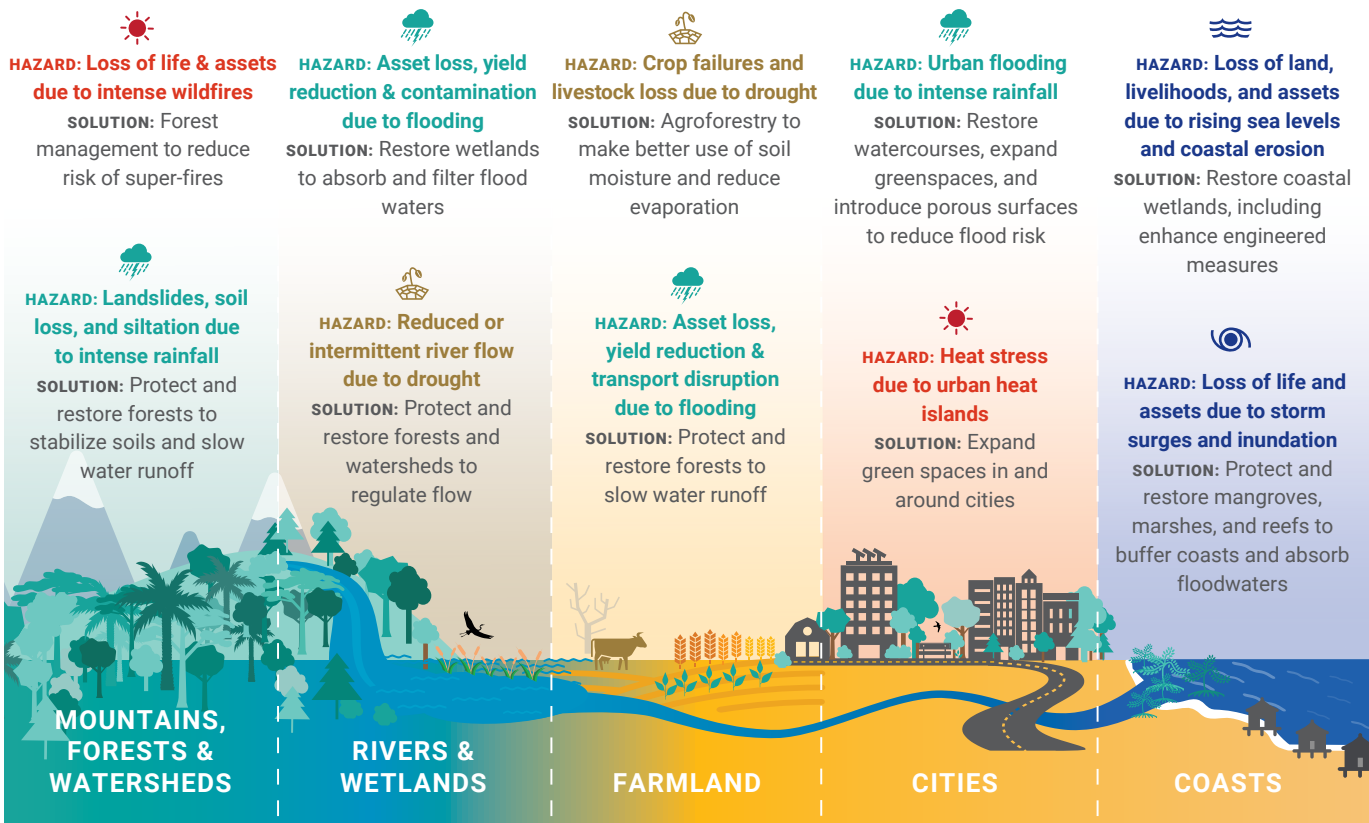 HAZARD: Loss of life & assets
due to intense wildfires
SOLUTION: Forest
management to reduce
risk of super-fires
HAZARD: Landslides, soil
loss, and siltation due
to intense rainfall
SOLUTION: Protect and
restore forests to
stabilize soils and slow
water runoff
MOUNTAINS,
FORESTS &
WATERSHEDS
HAZARD: Asset loss, yield
reduction & contamination
due to flooding
SOLUTION: Restore wetlands
to absorb and filter flood
waters
HAZARD: Reduced or
intermittent river flow
due to drought
SOLUTION: Protect and
restore forests and
watersheds to
regulate flow
RIVERS &
WETLANDS
HAZARD: Crop failures and
livestock loss due to drought
SOLUTION: Agroforestry to
make better use of soil
moisture and reduce
evaporation
HAZARD: Asset loss,
yield reduction &
transport disruption
due to flooding
SOLUTION: Protect and
restore forests to
slow water runoff
FARMLAND
HAZARD: Urban flooding
due to intense rainfall
SOLUTION: Restore
watercourses, expand
greenspaces, and
introduce porous surfaces
to reduce flood risk
HAZARD: Heat stress
due to urban heat
islands
SOLUTION: Expand
green spaces in and
around cities
CITIES
HAZARD: Loss of land,
livelihoods, and assets
due to rising sea levels
and coastal erosion
SOLUTION: Restore coastal
wetlands, including
enhance engineered
measures
HAZARD: Loss of life and
assets due to storm
surges and inundation
SOLUTION: Protect and
restore mangroves,
marshes, and reefs to
buffer coasts and absorb
floodwaters
COASTS